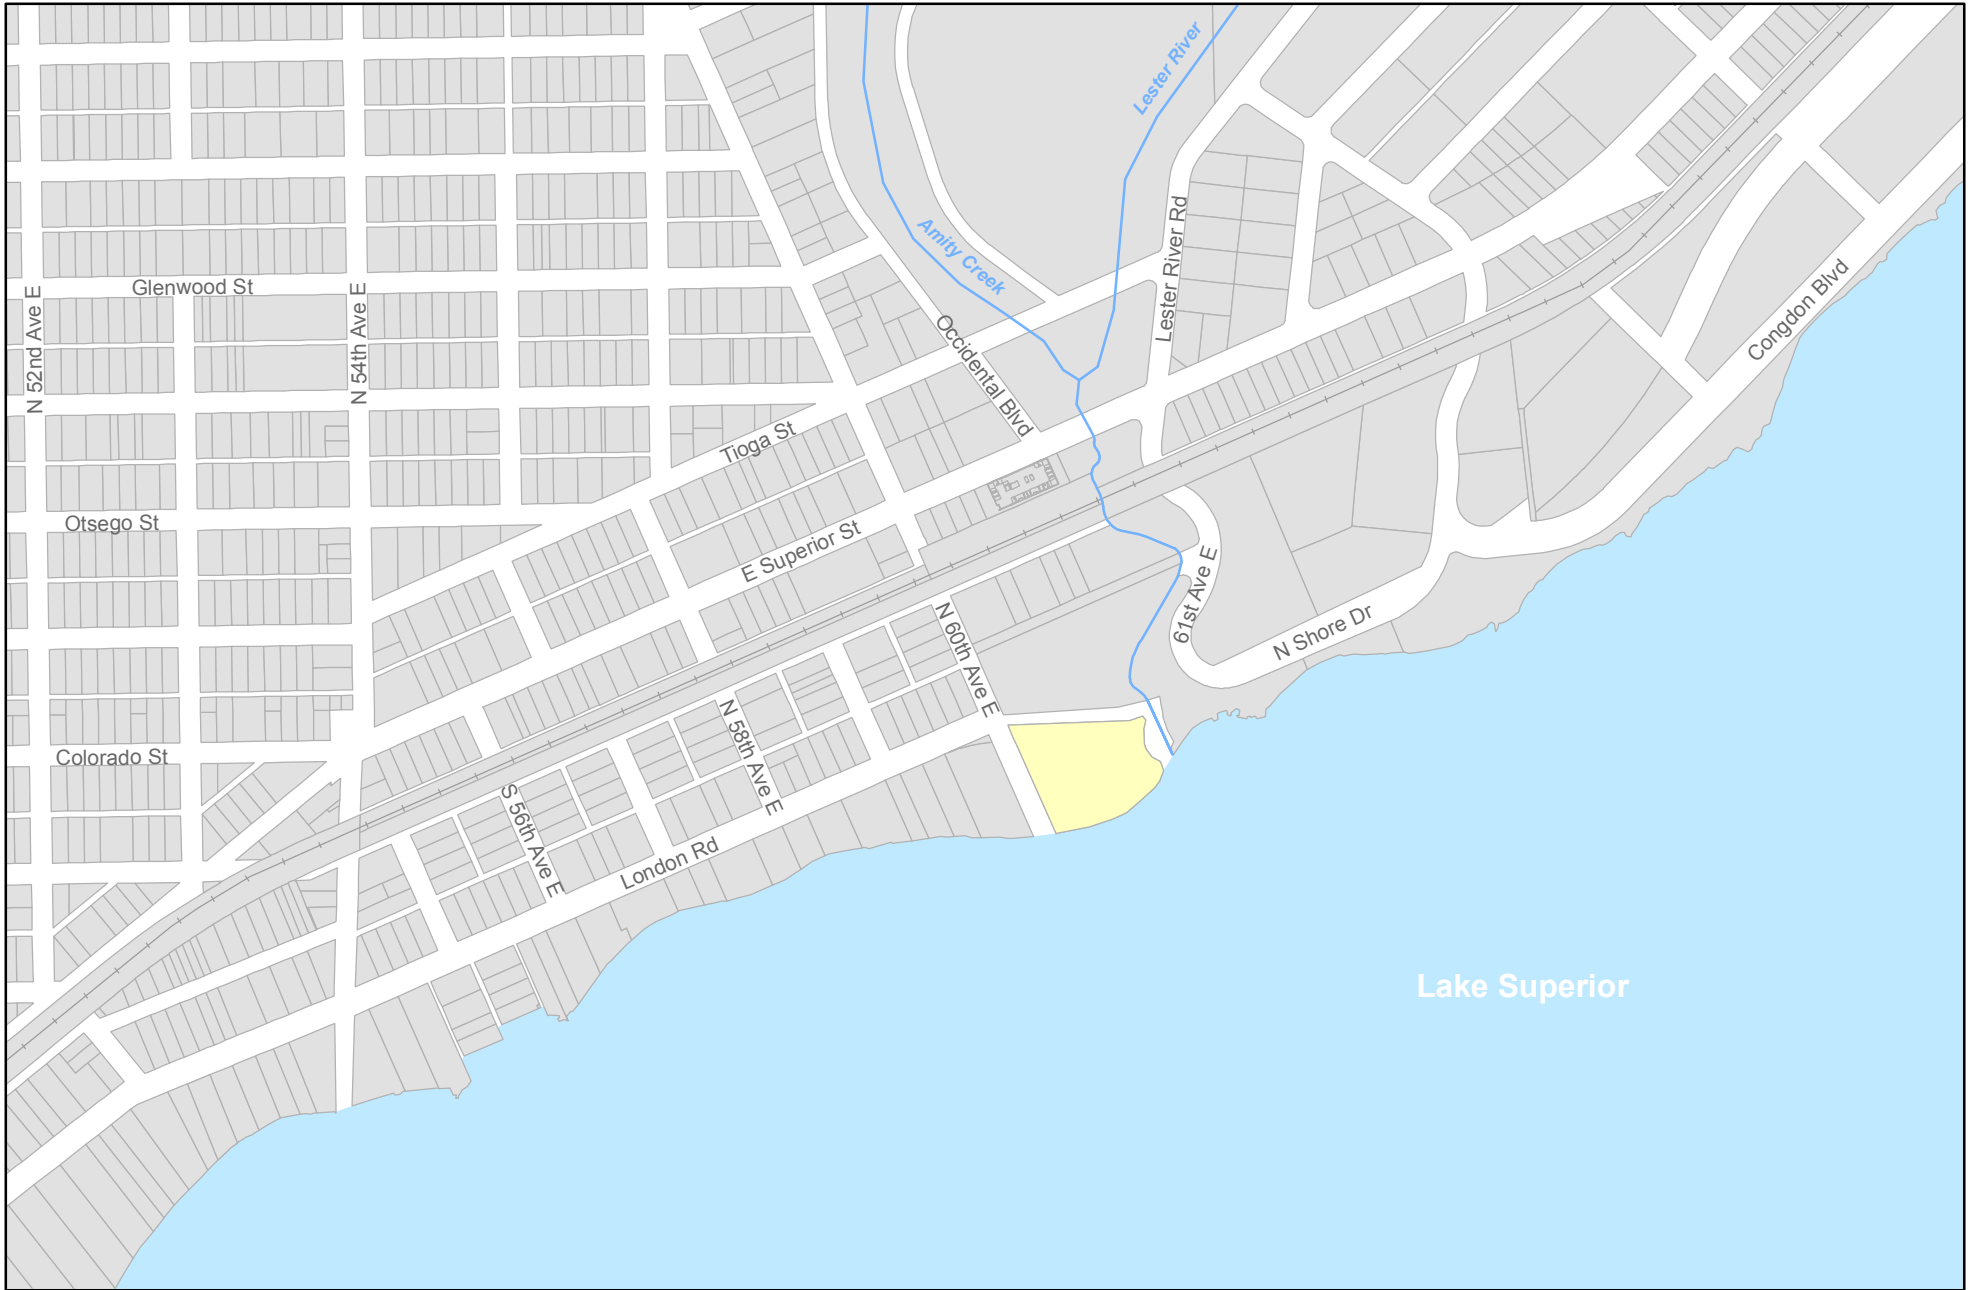 Lester River
Amity Creek
Lester River Rd
Glenwood St
N 52nd Ave E
N 54th Ave E
Occidental Blvd
Congdon Blvd
Tioga St
Otsego St
E Superior St
61st Ave E
N 60th Ave E
N Shore Dr
N 58th Ave E
Colorado St
S 56th Ave E
London Rd
Lake Superior